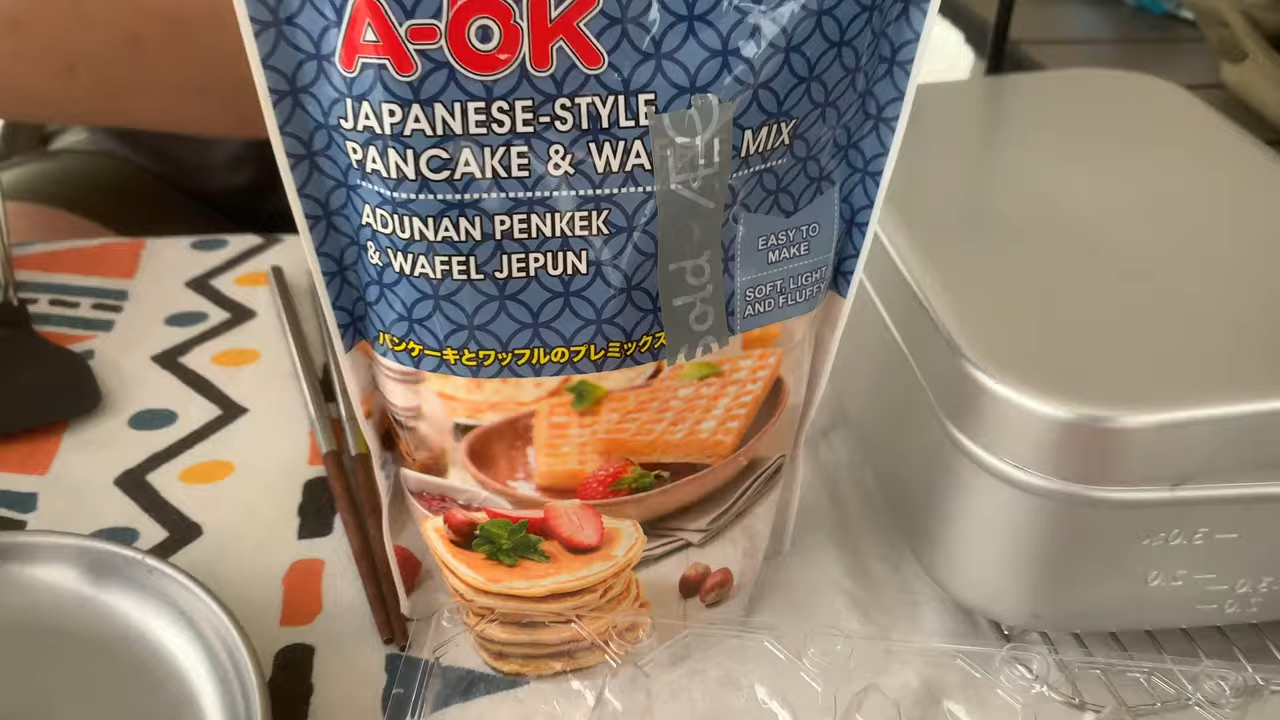 A-OK
JAPANESE-STYLE
PANCAKE & WA MIX
ADUNAN PENKEK
& WAFEL JEPUN
EASY TO
MAKE
SOFT, LIGHT
AND FLUFFY
パンケーキとワッフルのプレミックス